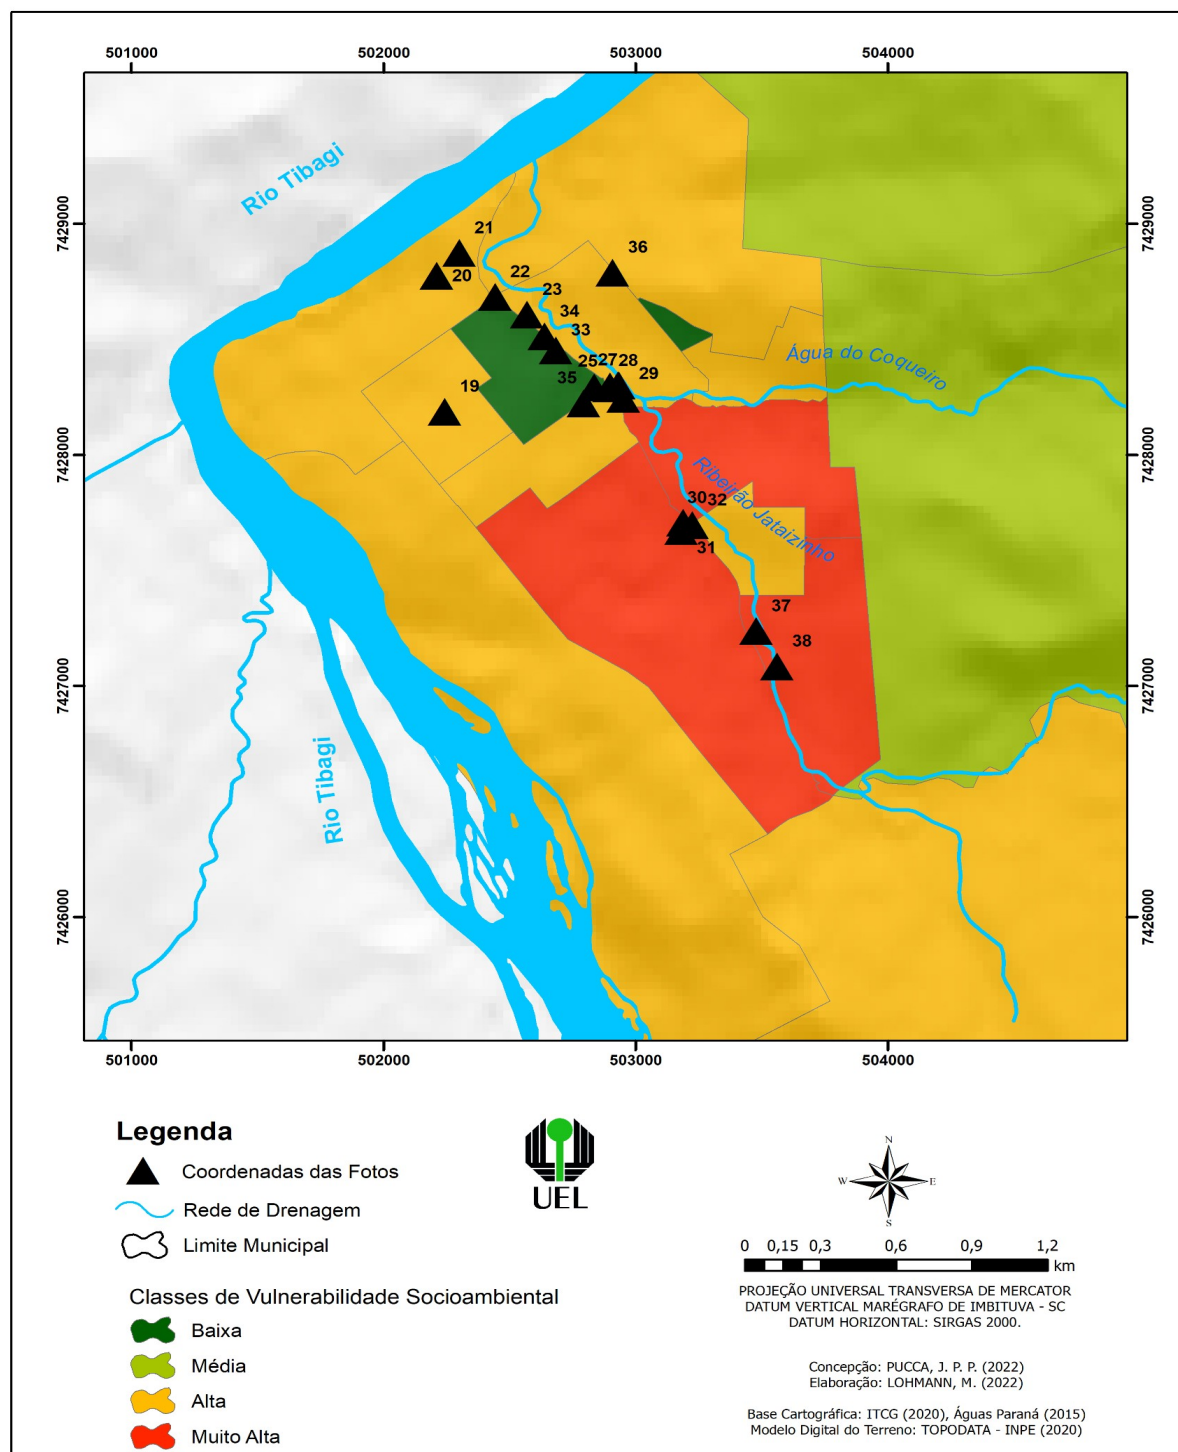 501000 502000 503000 504000
7429000 7429000
7428000 7428000
7427000 7427000
7426000 7426000
Rio Tibagi
21
36
20
22
23
34
33
25
27
28
35
29
19
Água do Coqueiro
Ribeirão Jataizinho
30
32
31
37
38
Rio Tibagi
501000 502000 503000 504000
Legenda
Coordenadas das Fotos
Rede de Drenagem
Limite Municipal
Classes de Vulnerabilidade Socioambiental
Baixa
Média
Alta
Muito Alta
UEL
N
W E
S
0 0,15 0,3 0,6 0,9 1,2
km
PROJEÇÃO UNIVERSAL TRANSVERSA DE MERCATOR
DATUM VERTICAL MARÉGRAFO DE IMBITUVA - SC
DATUM HORIZONTAL: SIRGAS 2000.
Concepção: PUCCA, J. P. P. (2022)
Elaboração: LOHMANN, M. (2022)
Base Cartográfica: ITCG (2020), Águas Paraná (2015)
Modelo Digital do Terreno: TOPODATA - INPE (2020)